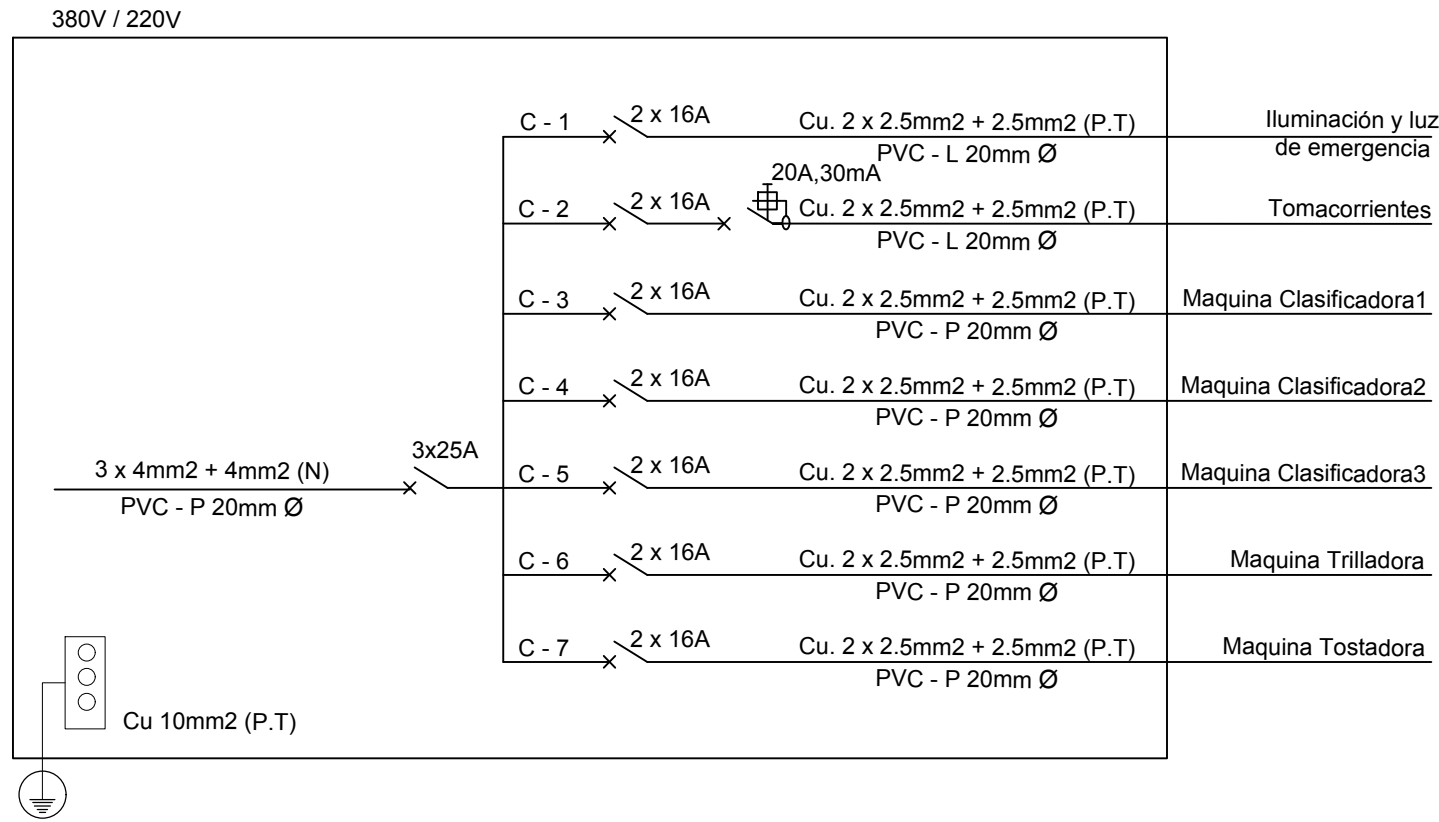 380V / 220V
C - 1
2 x 16A
Cu. 2 x 2.5mm2 + 2.5mm2 (P.T)
PVC - L 20mm Ø
Iluminación y luz
de emergencia
C - 2
2 x 16A
20A,30mA
Cu. 2 x 2.5mm2 + 2.5mm2 (P.T)
PVC - L 20mm Ø
Tomacorrientes
C - 3
2 x 16A
Cu. 2 x 2.5mm2 + 2.5mm2 (P.T)
PVC - P 20mm Ø
Maquina Clasificadora1
C - 4
2 x 16A
Cu. 2 x 2.5mm2 + 2.5mm2 (P.T)
PVC - P 20mm Ø
Maquina Clasificadora2
3 x 4mm2 + 4mm2 (N)
PVC - P 20mm Ø
3x25A
C - 5
2 x 16A
Cu. 2 x 2.5mm2 + 2.5mm2 (P.T)
PVC - P 20mm Ø
Maquina Clasificadora3
C - 6
2 x 16A
Cu. 2 x 2.5mm2 + 2.5mm2 (P.T)
PVC - P 20mm Ø
Maquina Trilladora
C - 7
2 x 16A
Cu. 2 x 2.5mm2 + 2.5mm2 (P.T)
PVC - P 20mm Ø
Maquina Tostadora
Cu 10mm2 (P.T)